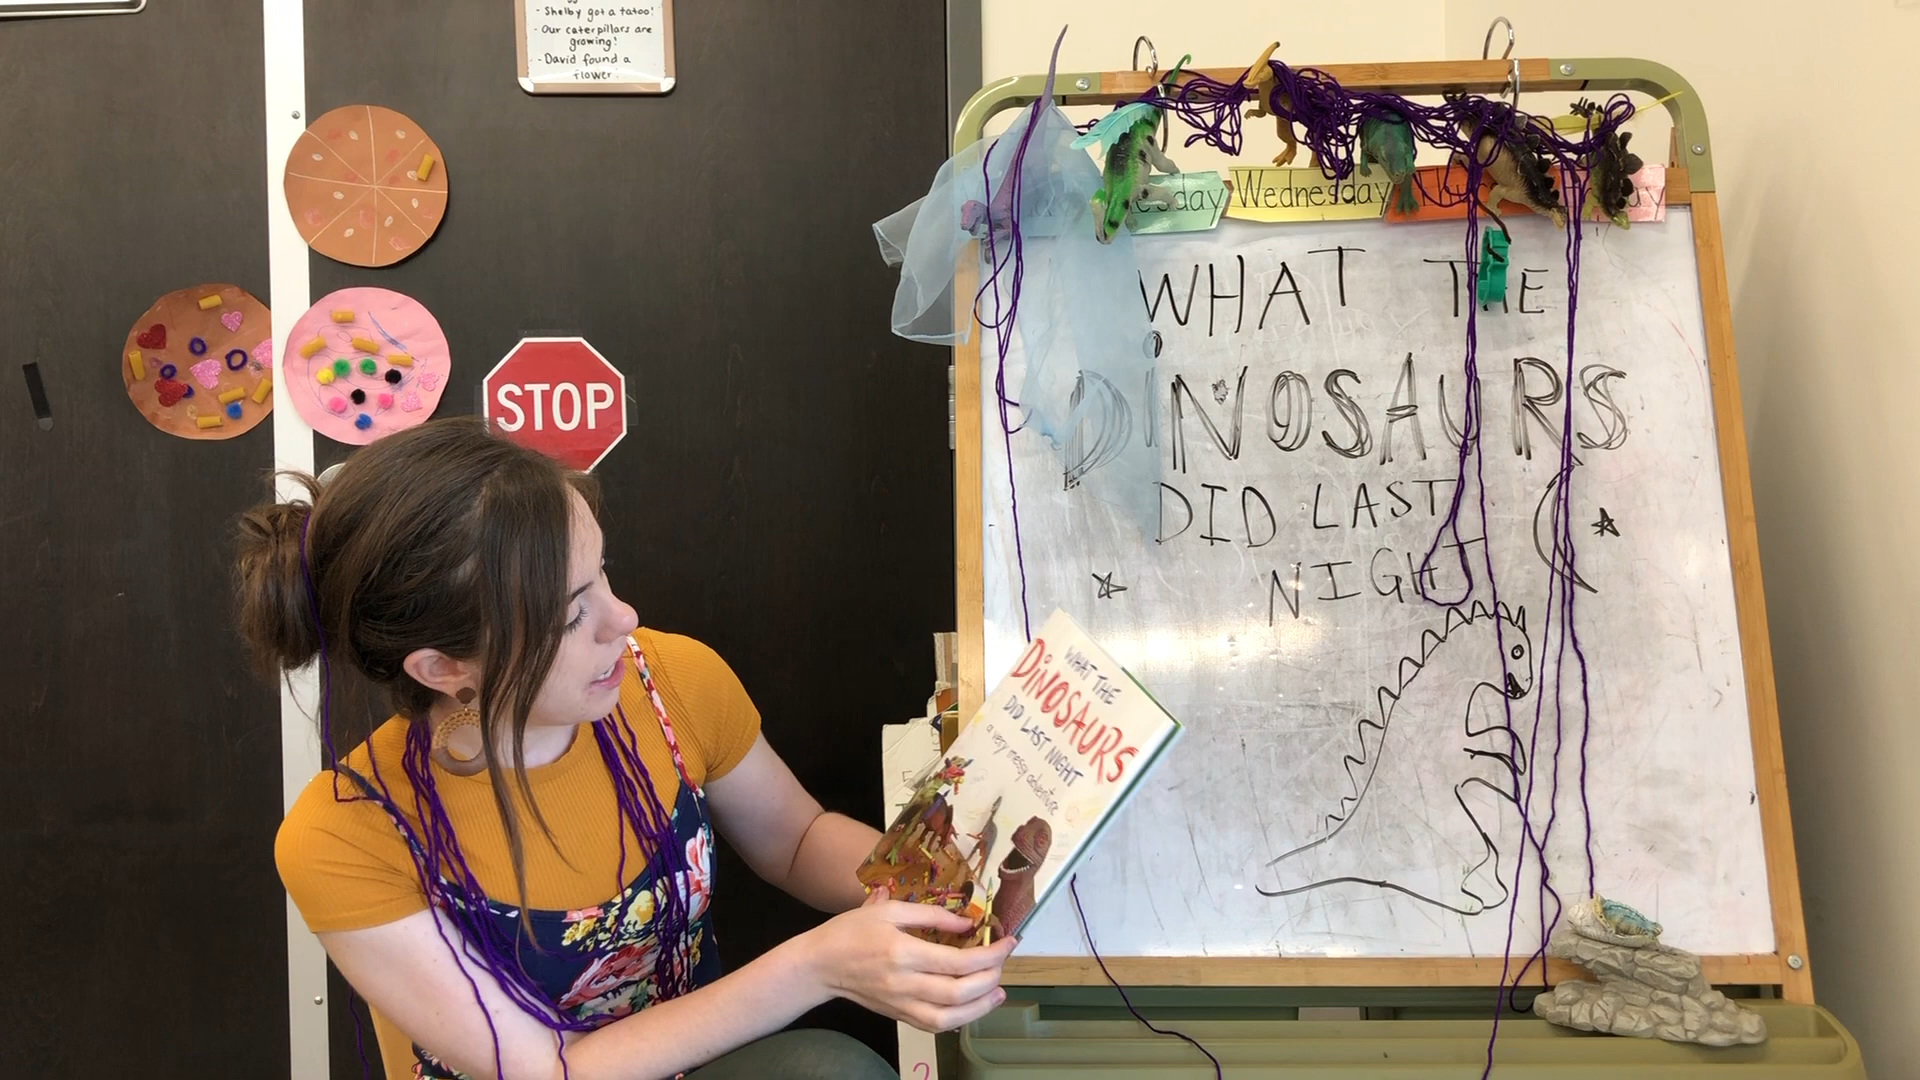 - Shelby got a tatoo!
- Our caterpillars are
growing!
- David found a
flower!
STOP
Wednesday
WHAT THE
DiNOSAURS
DID LAST
NIGHT
WHAT THE
DiNOSAURS
DID LAST NIGHT
a very messy adventure